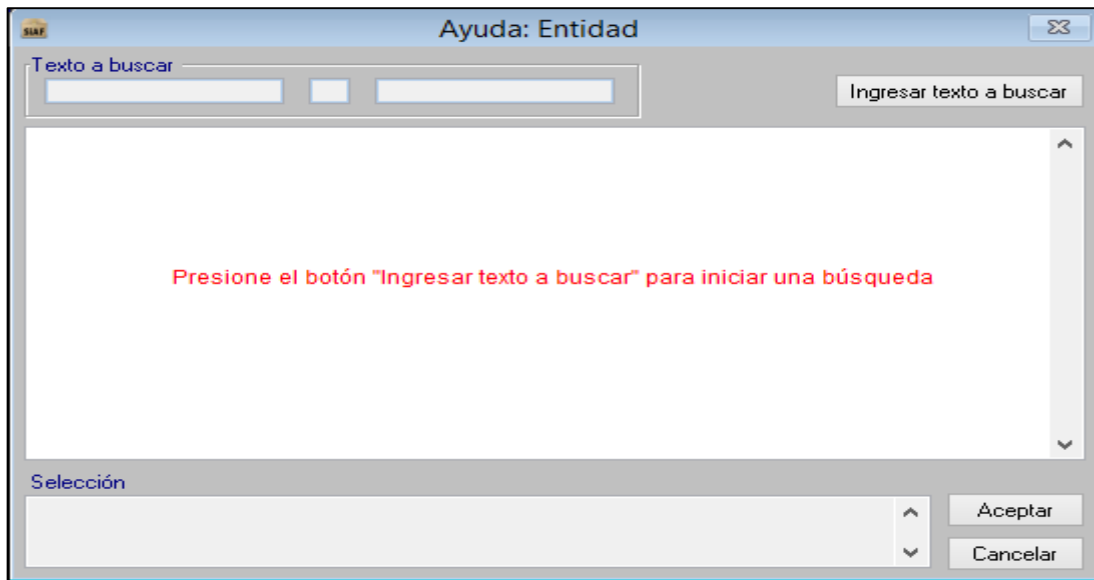 SIAF
Ayuda: Entidad
Texto a buscar
Ingresar texto a buscar
Presione el botón "Ingresar texto a buscar" para iniciar una búsqueda
Selección
Aceptar
Cancelar